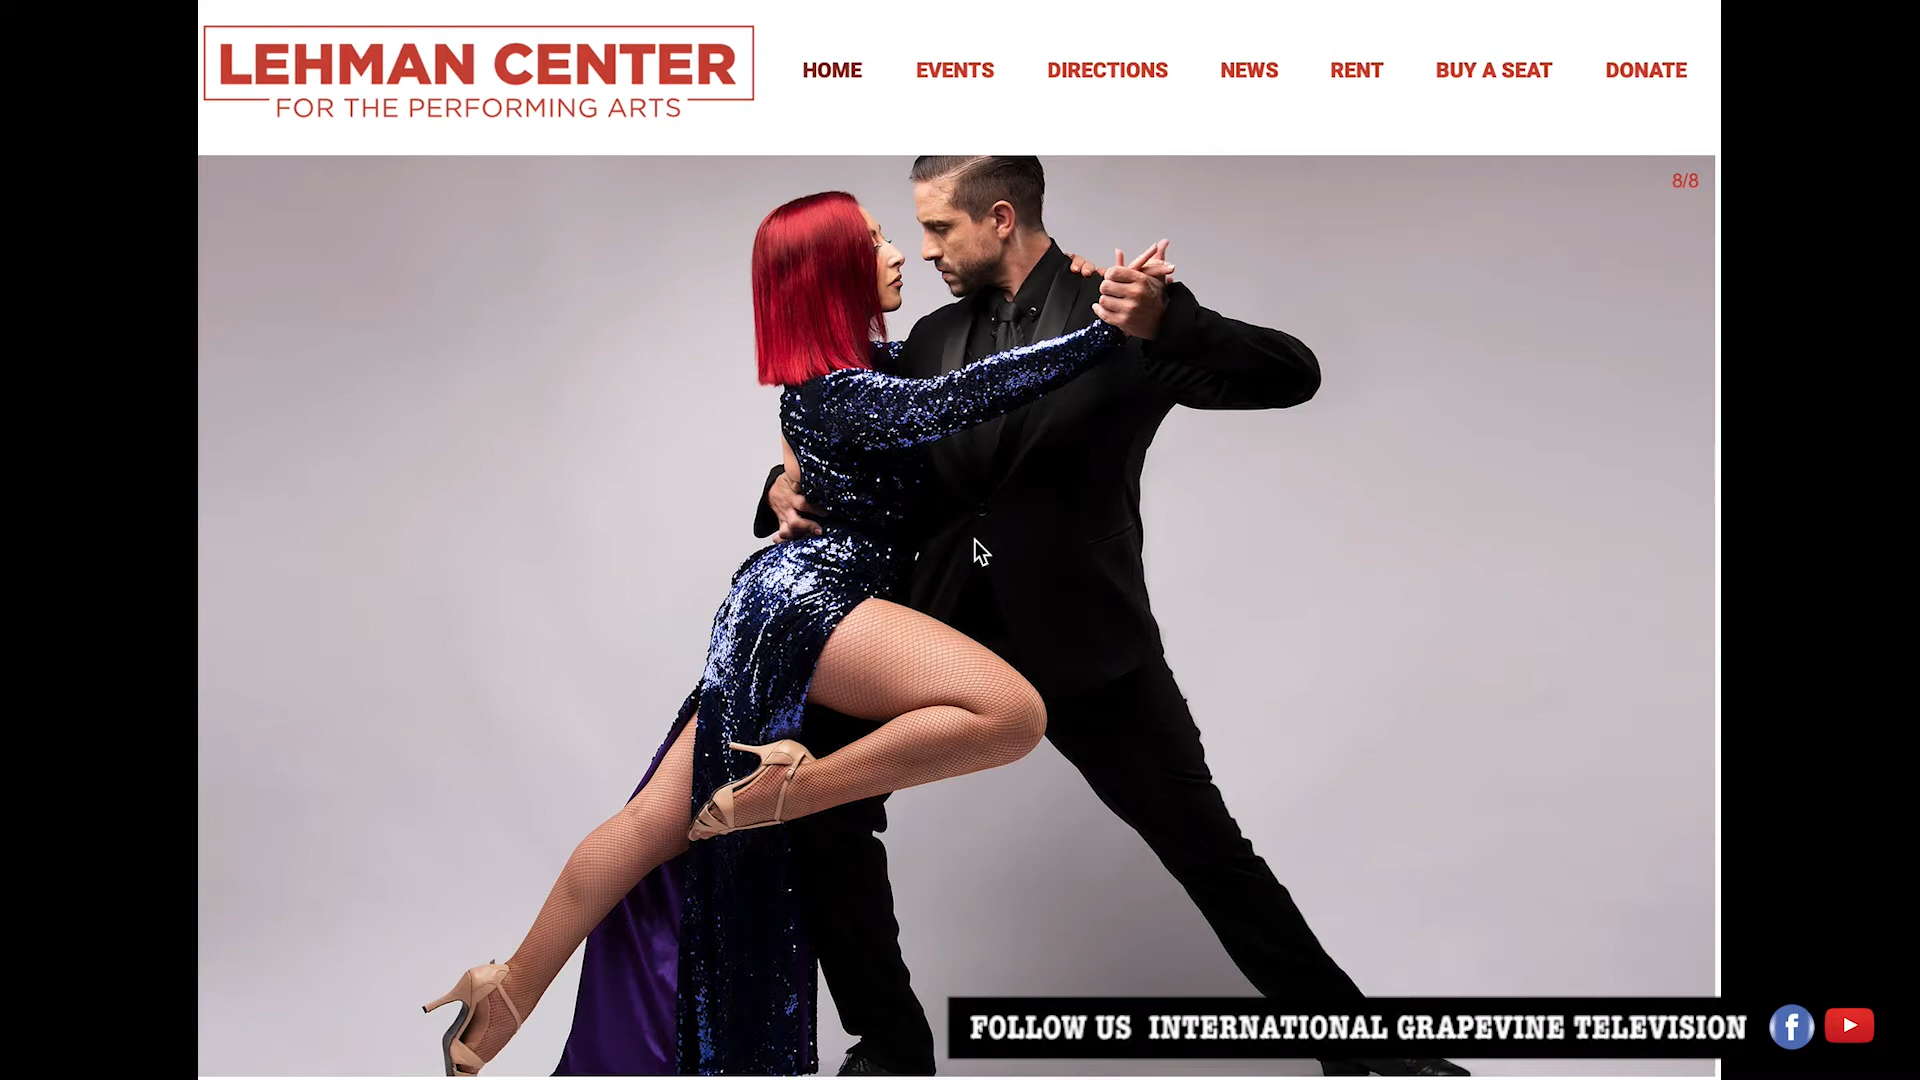 LEHMAN CENTER
FOR THE PERFORMING ARTS
HOME EVENTS DIRECTIONS NEWS RENT BUY A SEAT DONATE
8/8
FOLLOW US INTERNATIONAL GRAPEVINE TELEVISION